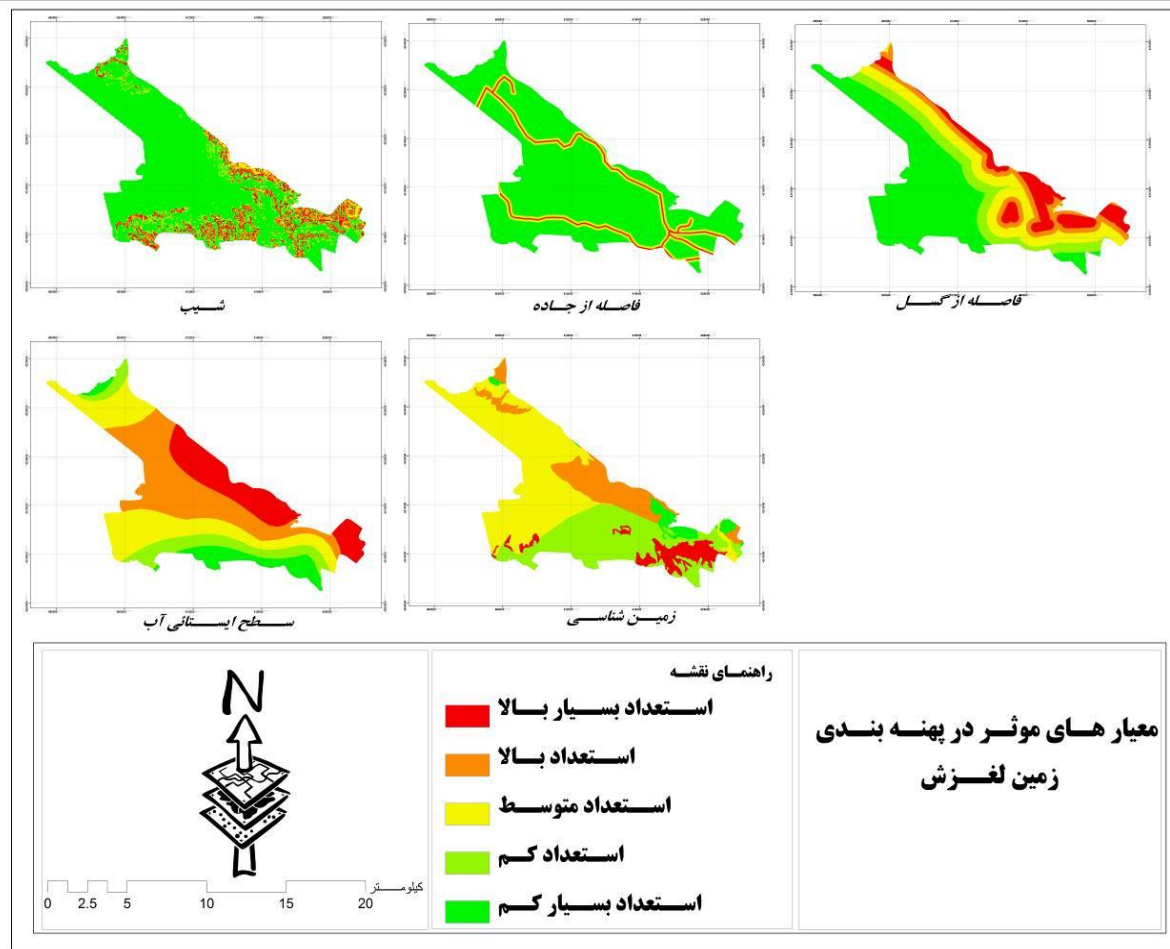 شیب
فاصله از جاده
فاصله از گسل
سطح ایستائی آب
زمین شناسی
N
0 2.5 5 10 15 20
کیلومتر
راهنمای نقشه
استعداد بسیار بالا
استعداد بالا
استعداد متوسط
استعداد کم
استعداد بسیار کم
معیار های موثر در پهنه بندی
زمین لغزش